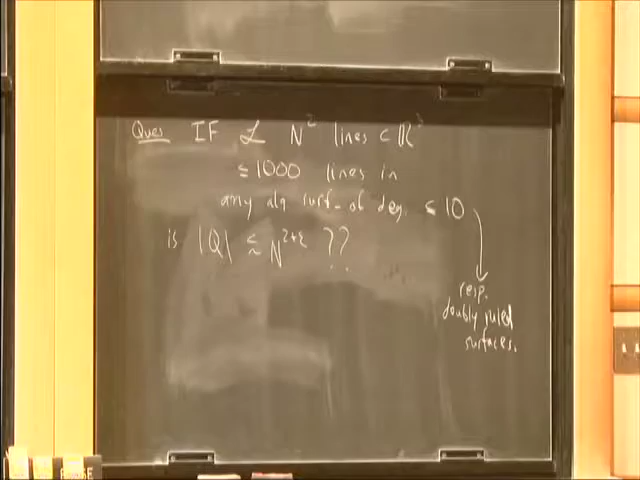 Ques IF 𝓛 N² lines ⊂ ℝ³
≤ 1000 lines in
any alg surf. of deg. ≤ 10
is |Q| ≲ N^{2+ε} ??
resp.
doubly ruled
surfaces.